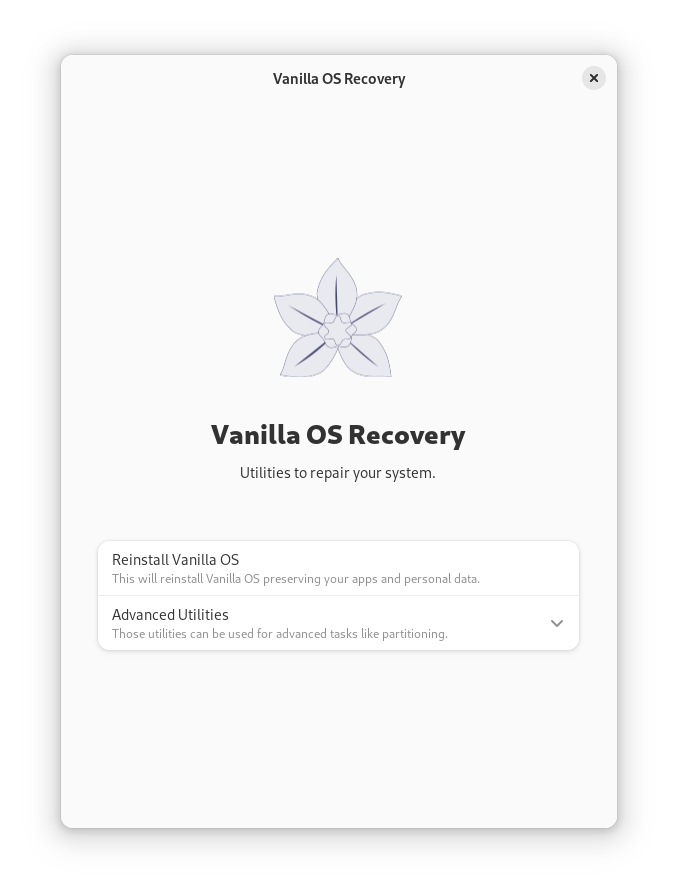 Vanilla OS Recovery
Vanilla OS Recovery
Utilities to repair your system.
Reinstall Vanilla OS
This will reinstall Vanilla OS preserving your apps and personal data.
Advanced Utilities
Those utilities can be used for advanced tasks like partitioning.